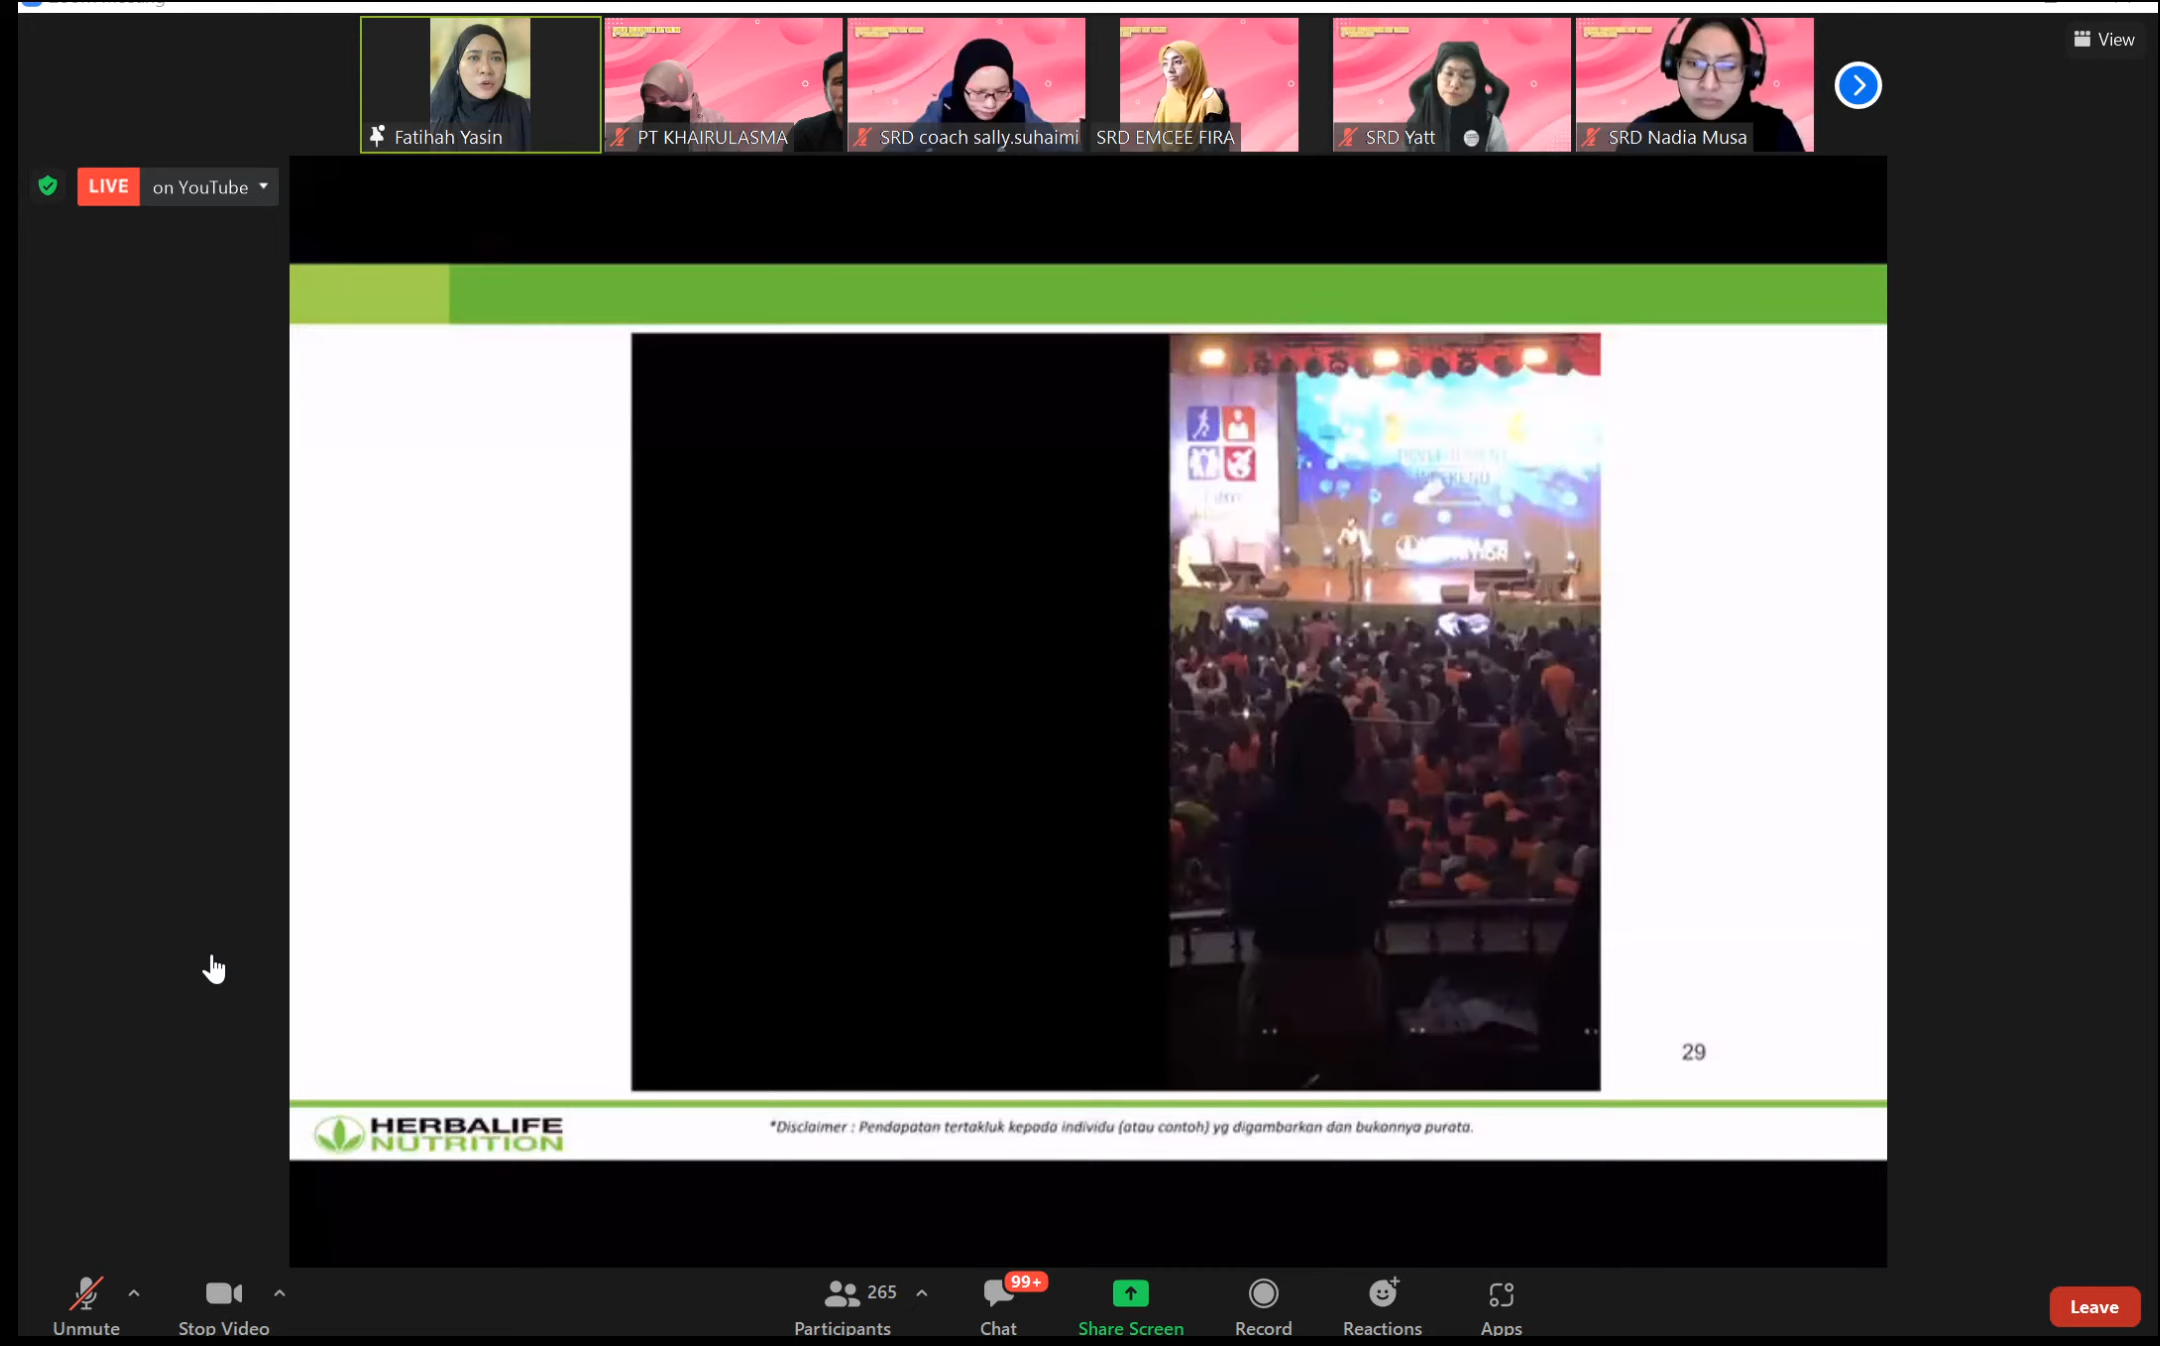 View
Fatihah Yasin
PT KHAIRULASMA
SRD coach sally.suhaimi
SRD EMCEE FIRA
SRD Yatt
SRD Nadia Musa
LIVE on YouTube
WEEKEND
29
HERBALIFE
NUTRITION
*Disclaimer : Pendapatan tertakluk kepada individu (atau contoh) yg digambarkan dan bukannya purata.
265
99+
Unmute
Stop Video
Participants
Chat
Share Screen
Record
Reactions
Apps
Leave